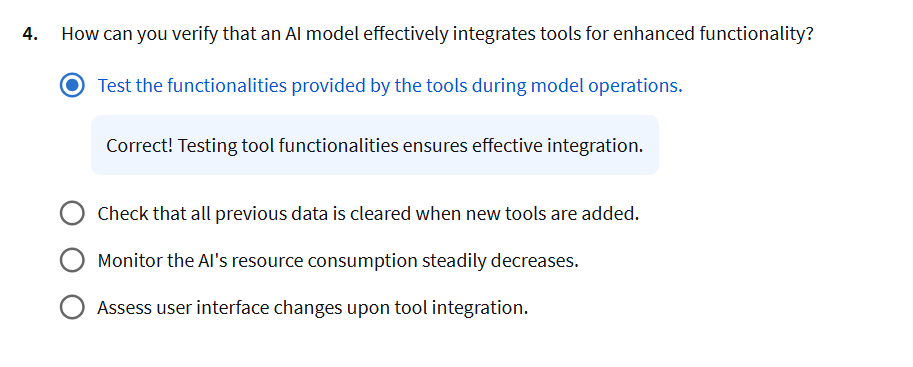 4. How can you verify that an AI model effectively integrates tools for enhanced functionality?
Test the functionalities provided by the tools during model operations.
Correct! Testing tool functionalities ensures effective integration.
Check that all previous data is cleared when new tools are added.
Monitor the AI's resource consumption steadily decreases.
Assess user interface changes upon tool integration.